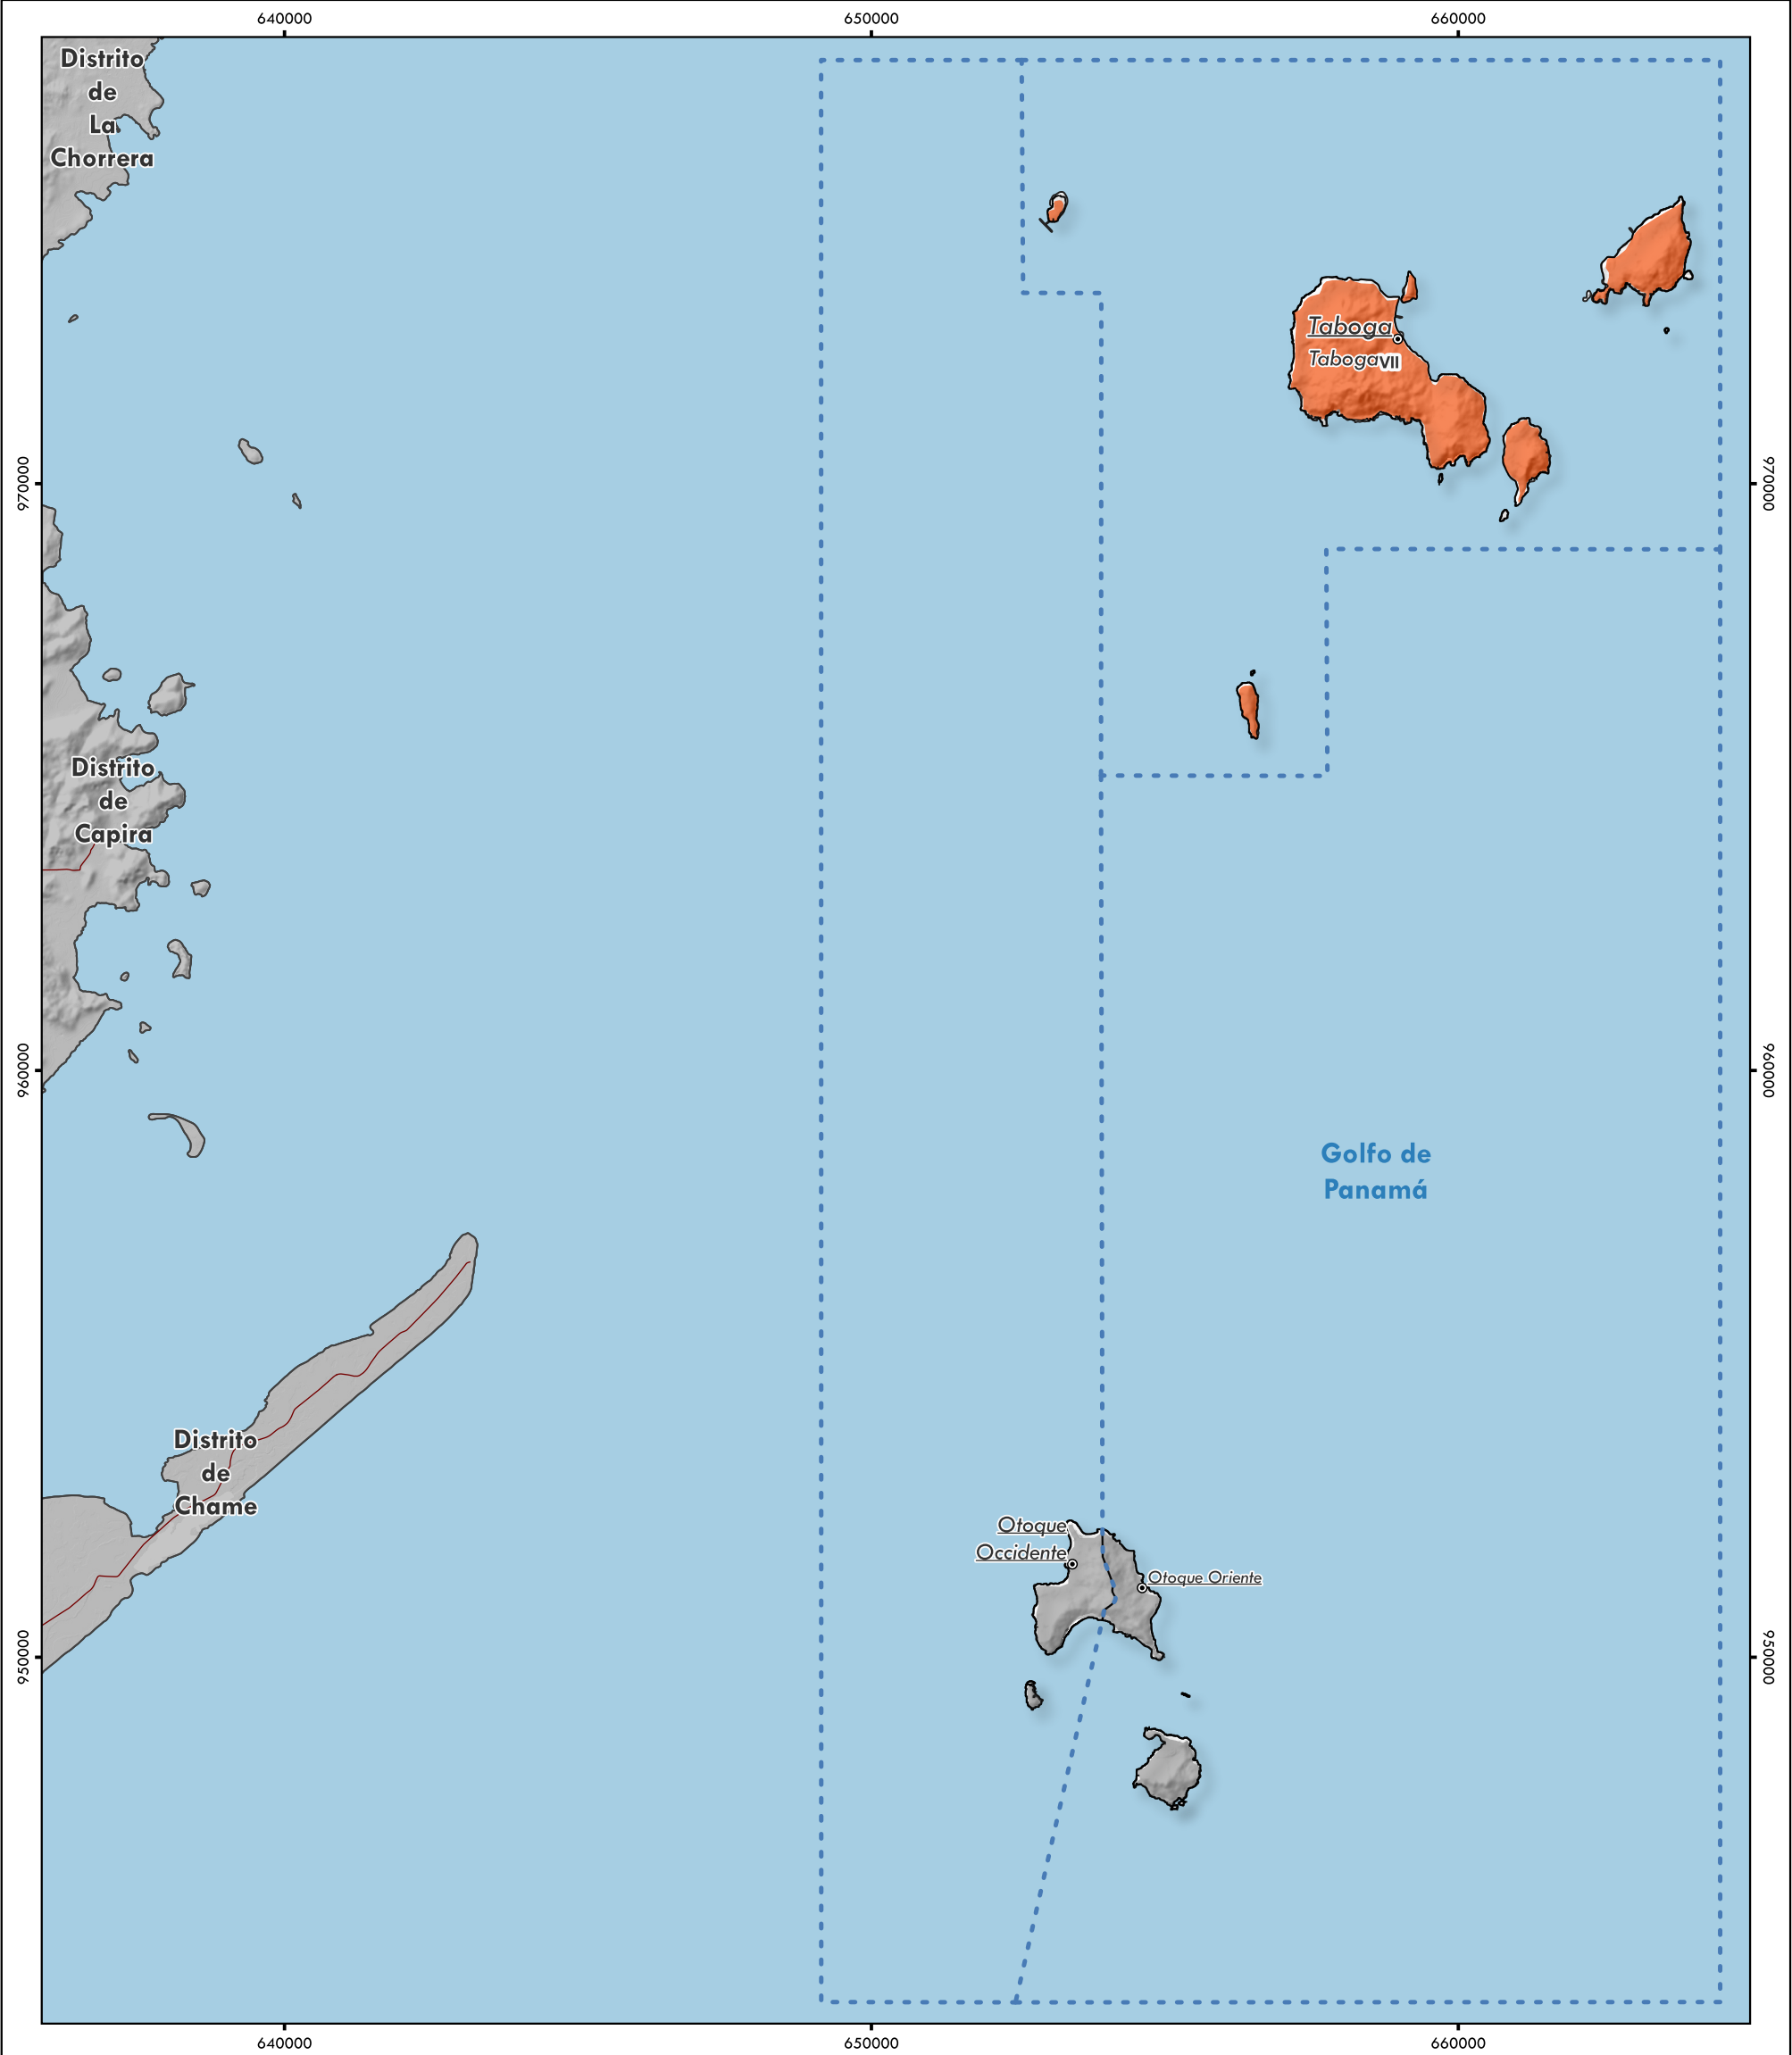 640000
650000
660000
Distrito
de
La
Chorrera
Taboga
Taboga VII
970000
970000
Distrito
de
Capira
960000
960000
Golfo de
Panamá
Distrito
de
Chame
Otoque
Occidente
Otoque Oriente
950000
950000
640000
650000
660000